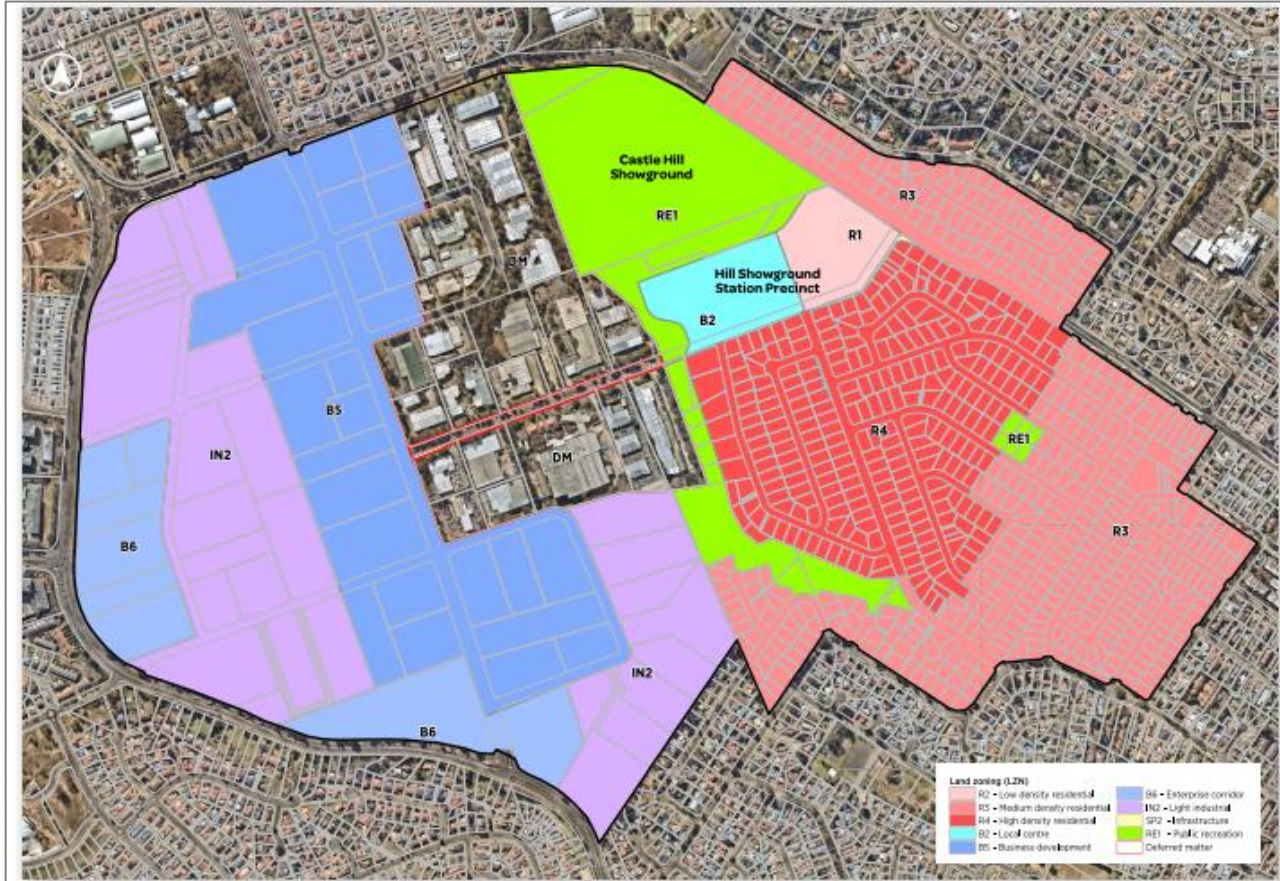 Castle Hill
Showground
RE1
R3
R1
DM
Hill Showground
Station Precinct
B2
B5
R4
RE1
IN2
DM
B6
R3
IN2
B6
Land zoning (LZN)
R2 - Low density residential
R3 - Medium density residential
R4 - High density residential
B2 - Local centre
B5 - Business development
B6 - Enterprise corridor
IN2 - Light industrial
SP2 - Infrastructure
RE1 - Public recreation
Deferred matter